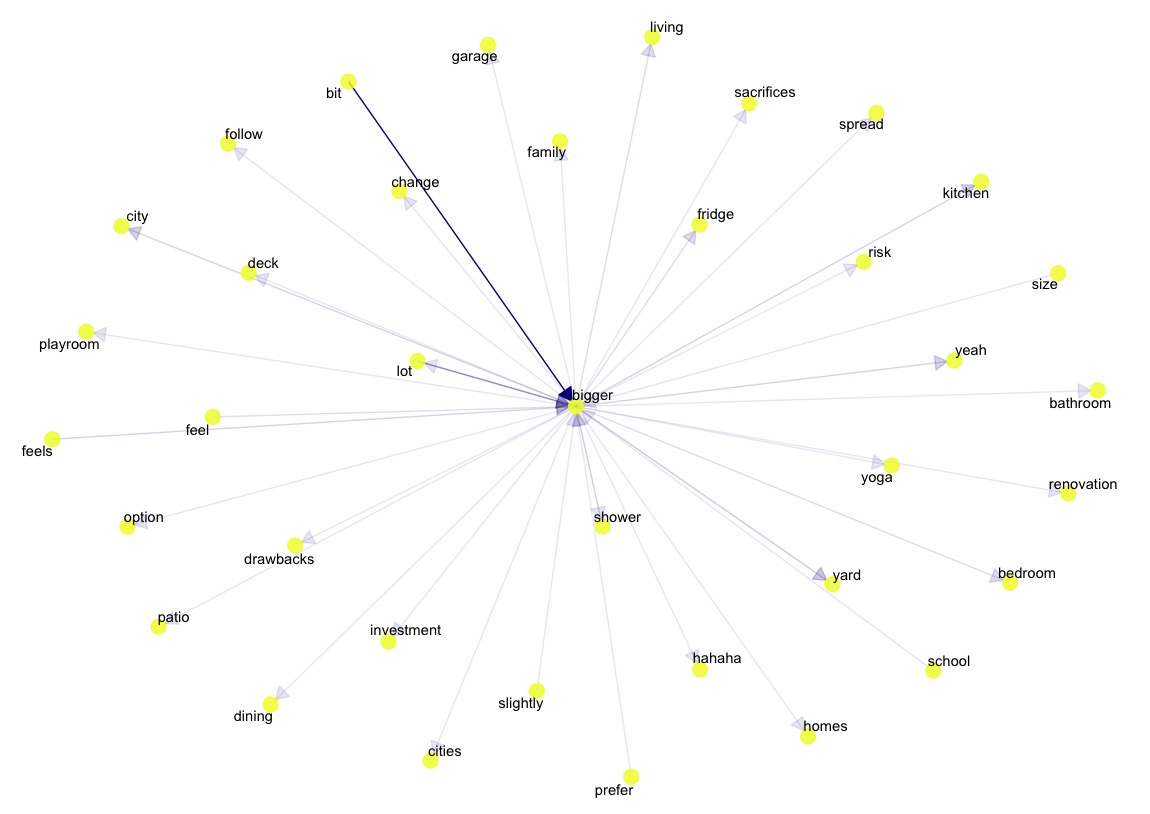 living
garage
bit
sacrifices
spread
follow
family
change
kitchen
city
fridge
risk
deck
size
playroom
lot
yeah
bigger
bathroom
feel
feels
yoga
renovation
option
shower
drawbacks
yard
bedroom
patio
investment
hahaha
school
dining
slightly
homes
cities
prefer